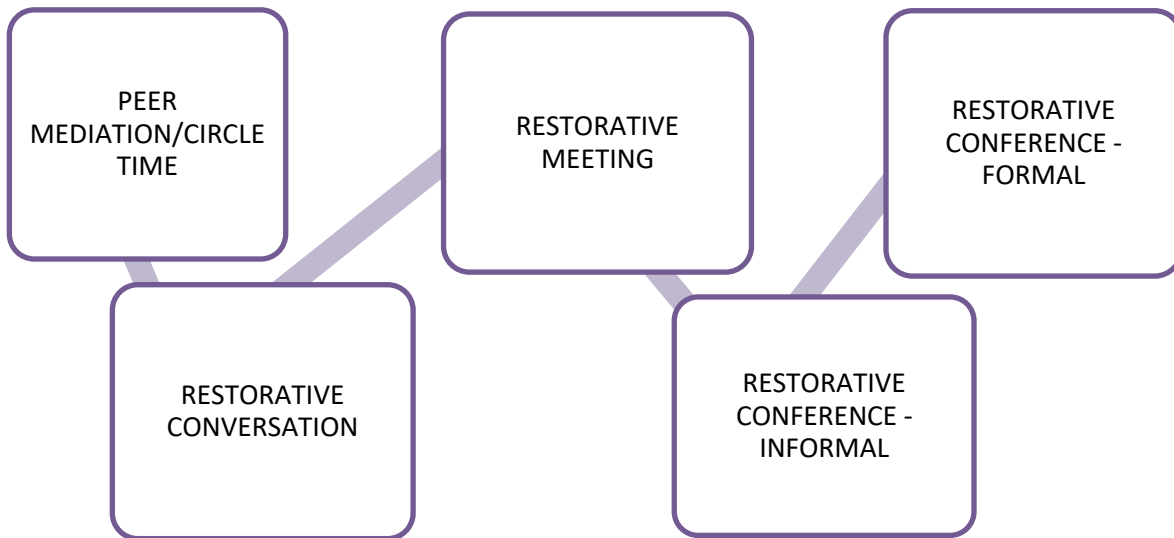 PEER
MEDIATION/CIRCLE
TIME
RESTORATIVE
CONVERSATION
RESTORATIVE
MEETING
RESTORATIVE
CONFERENCE -
INFORMAL
RESTORATIVE
CONFERENCE -
FORMAL